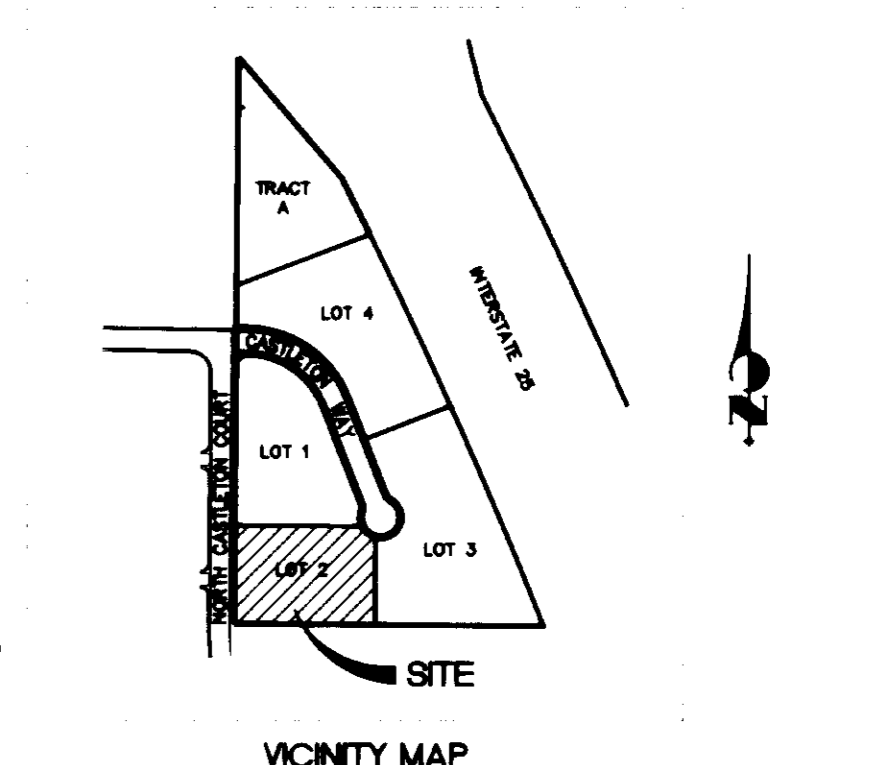 TRACT
A
LOT 4
INTERSTATE 25
CASTLETON WAY
LOT 1
NORTH CASTLETON COURT
LOT 3
LOT 2
SITE
N
VICINITY MAP